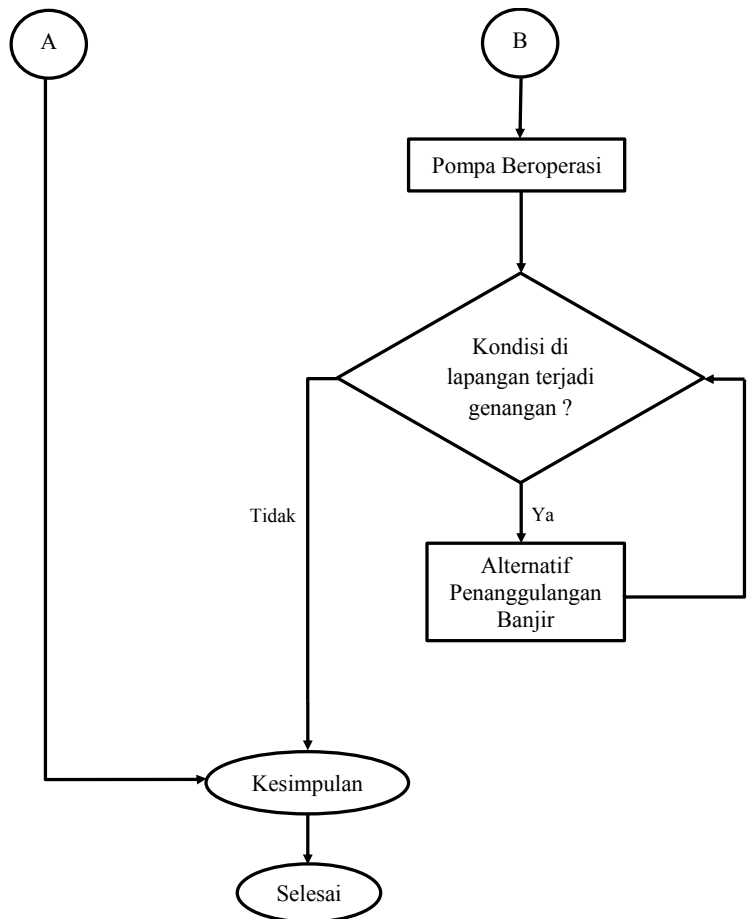 A
B
Pompa Beroperasi
Kondisi di
lapangan terjadi
genangan ?
Tidak
Ya
Alternatif
Penanggulangan
Banjir
Kesimpulan
Selesai